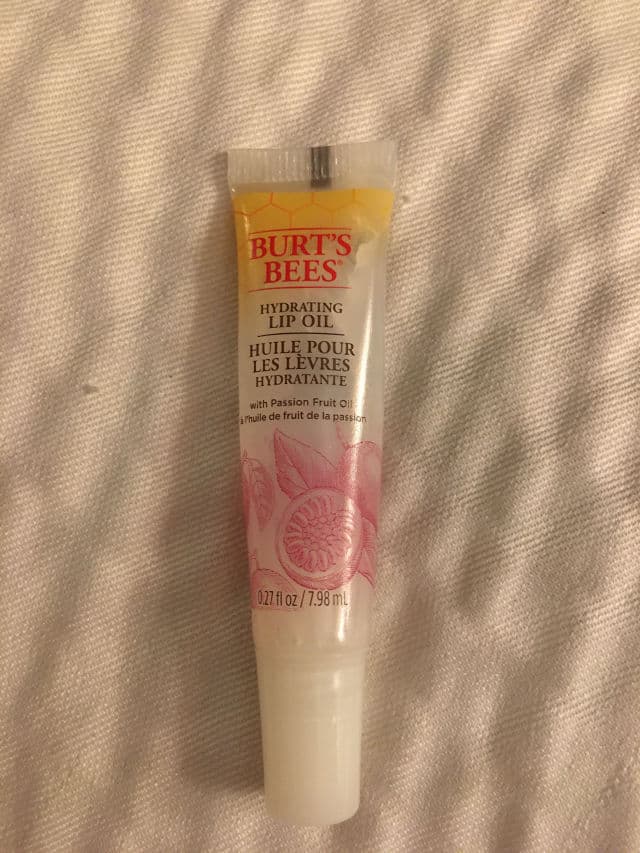 BURT'S
BEES®
HYDRATING
LIP OIL
HUILE POUR
LES LÈVRES
HYDRATANTE
with Passion Fruit Oil
à l'huile de fruit de la passion
0.27 fl oz / 7.98 mL